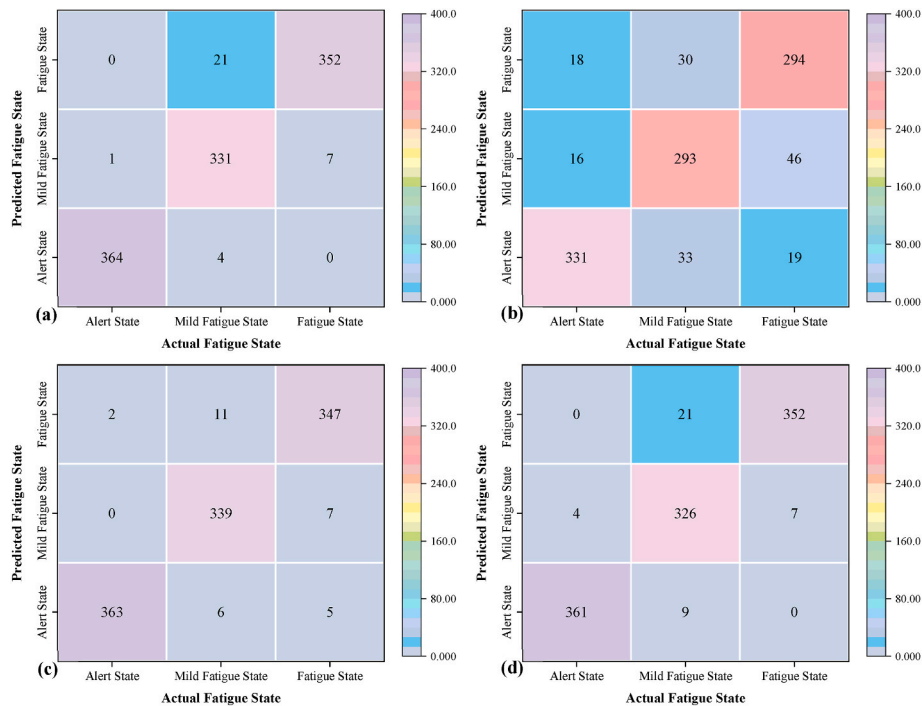 Predicted Fatigue State
Fatigue State
Mild Fatigue State
Alert State
0 21 352
1 331 7
364 4 0
400.0
320.0
240.0
160.0
80.00
0.000
(a)
Alert State Mild Fatigue State Fatigue State
Actual Fatigue State
Predicted Fatigue State
Fatigue State
Mild Fatigue State
Alert State
18 30 294
16 293 46
331 33 19
400.0
320.0
240.0
160.0
80.00
0.000
(b)
Alert State Mild Fatigue State Fatigue State
Actual Fatigue State
Predicted Fatigue State
Fatigue State
Mild Fatigue State
Alert State
2 11 347
0 339 7
363 6 5
400.0
320.0
240.0
160.0
80.00
0.000
(c)
Alert State Mild Fatigue State Fatigue State
Actual Fatigue State
Predicted Fatigue State
Fatigue State
Mild Fatigue State
Alert State
0 21 352
4 326 7
361 9 0
400.0
320.0
240.0
160.0
80.00
0.000
(d)
Alert State Mild Fatigue State Fatigue State
Actual Fatigue State